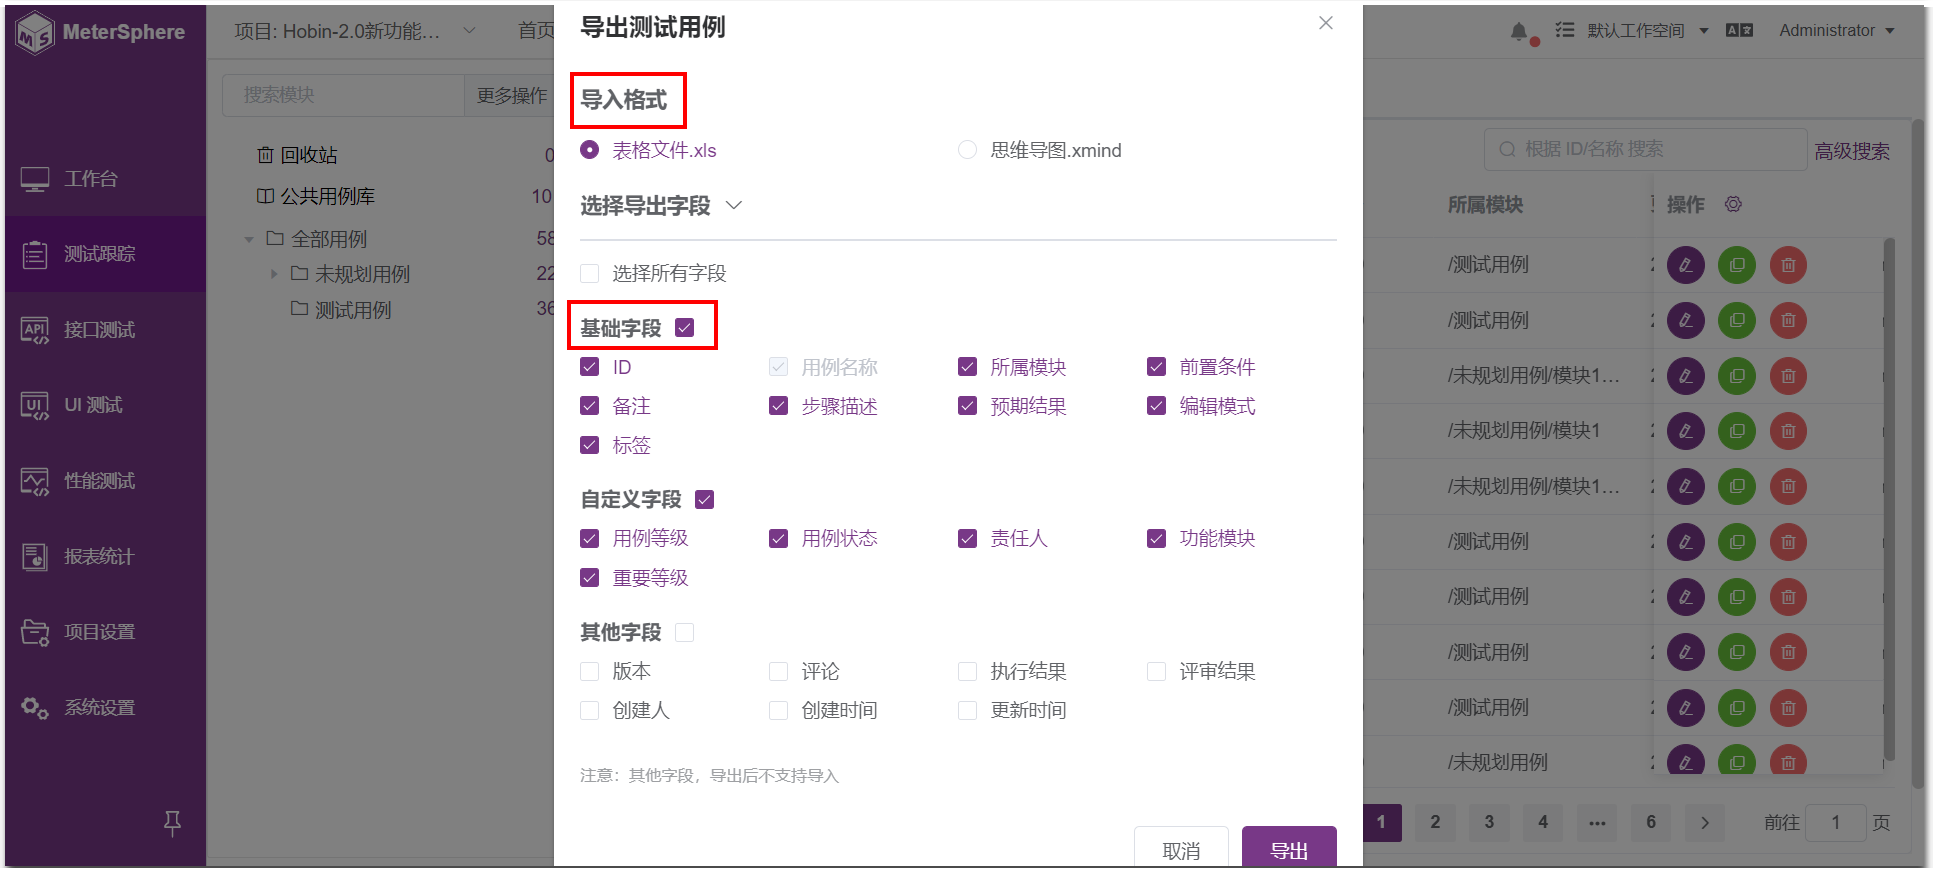 MeterSphere
项目: Hobin-2.0新功能...
首页
默认工作空间
Administrator
工作台
测试跟踪
接口测试
UI 测试
性能测试
报表统计
项目设置
系统设置
搜索模块
更多操作
回收站 0
公共用例库 10
全部用例 58
未规划用例 22
测试用例 36
导出测试用例
导入格式
表格文件.xls
思维导图.xmind
选择导出字段
选择所有字段
基础字段
ID 用例名称 所属模块 前置条件
备注 步骤描述 预期结果 编辑模式
标签
自定义字段
用例等级 用例状态 责任人 功能模块
重要等级
其他字段
版本 评论 执行结果 评审结果
创建人 创建时间 更新时间
注意：其他字段，导出后不支持导入
取消 导出
根据 ID/名称 搜索
高级搜索
所属模块 操作
/测试用例
/测试用例
/未规划用例/模块1...
/未规划用例/模块1
/未规划用例/模块1...
/测试用例
/测试用例
/测试用例
/测试用例
/未规划用例
1 2 3 4 ... 6 前往 1 页